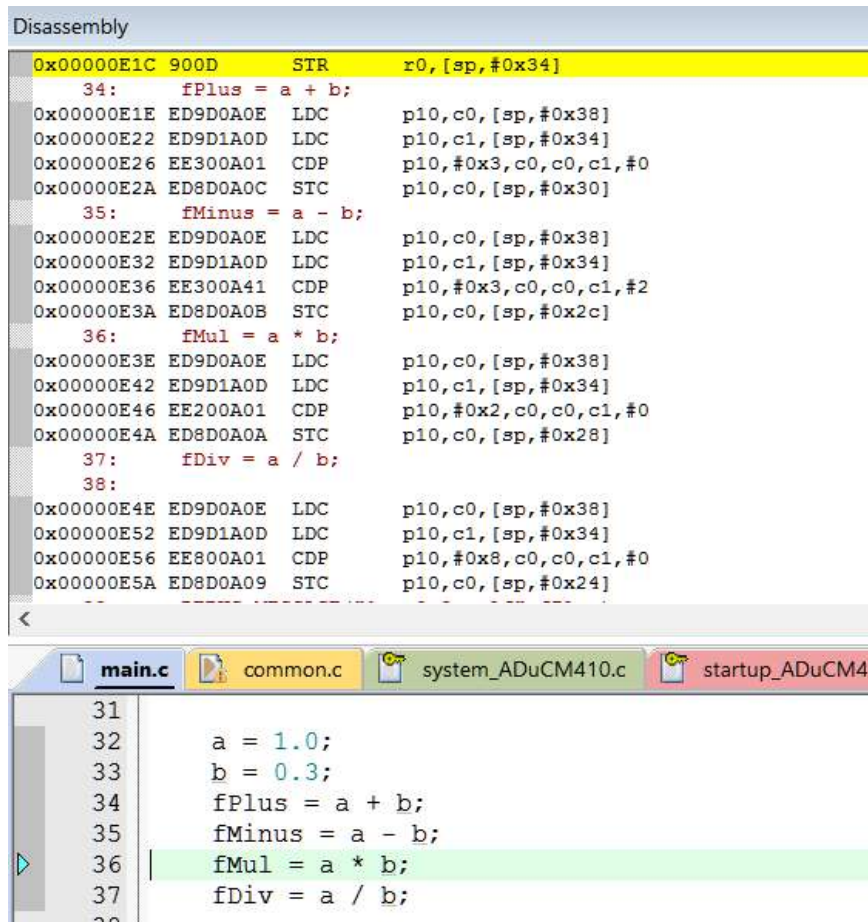 Disassembly
0x00000E1C 900D STR r0,[sp,#0x34]
34: fPlus = a + b;
0x00000E1E ED9D0A0E LDC p10,c0,[sp,#0x38]
0x00000E22 ED9D1A0D LDC p10,c1,[sp,#0x34]
0x00000E26 EE300A01 CDP p10,#0x3,c0,c0,c1,#0
0x00000E2A ED8D0A0C STC p10,c0,[sp,#0x30]
35: fMinus = a - b;
0x00000E2E ED9D0A0E LDC p10,c0,[sp,#0x38]
0x00000E32 ED9D1A0D LDC p10,c1,[sp,#0x34]
0x00000E36 EE300A41 CDP p10,#0x3,c0,c0,c1,#2
0x00000E3A ED8D0A0B STC p10,c0,[sp,#0x2c]
36: fMul = a * b;
0x00000E3E ED9D0A0E LDC p10,c0,[sp,#0x38]
0x00000E42 ED9D1A0D LDC p10,c1,[sp,#0x34]
0x00000E46 EE200A01 CDP p10,#0x2,c0,c0,c1,#0
0x00000E4A ED8D0A0A STC p10,c0,[sp,#0x28]
37: fDiv = a / b;
38:
0x00000E4E ED9D0A0E LDC p10,c0,[sp,#0x38]
0x00000E52 ED9D1A0D LDC p10,c1,[sp,#0x34]
0x00000E56 EE800A01 CDP p10,#0x8,c0,c0,c1,#0
0x00000E5A ED8D0A09 STC p10,c0,[sp,#0x24]
main.c common.c system_ADuCM410.c startup_ADuCM4
31
32 a = 1.0;
33 b = 0.3;
34 fPlus = a + b;
35 fMinus = a - b;
36 fMul = a * b;
37 fDiv = a / b;